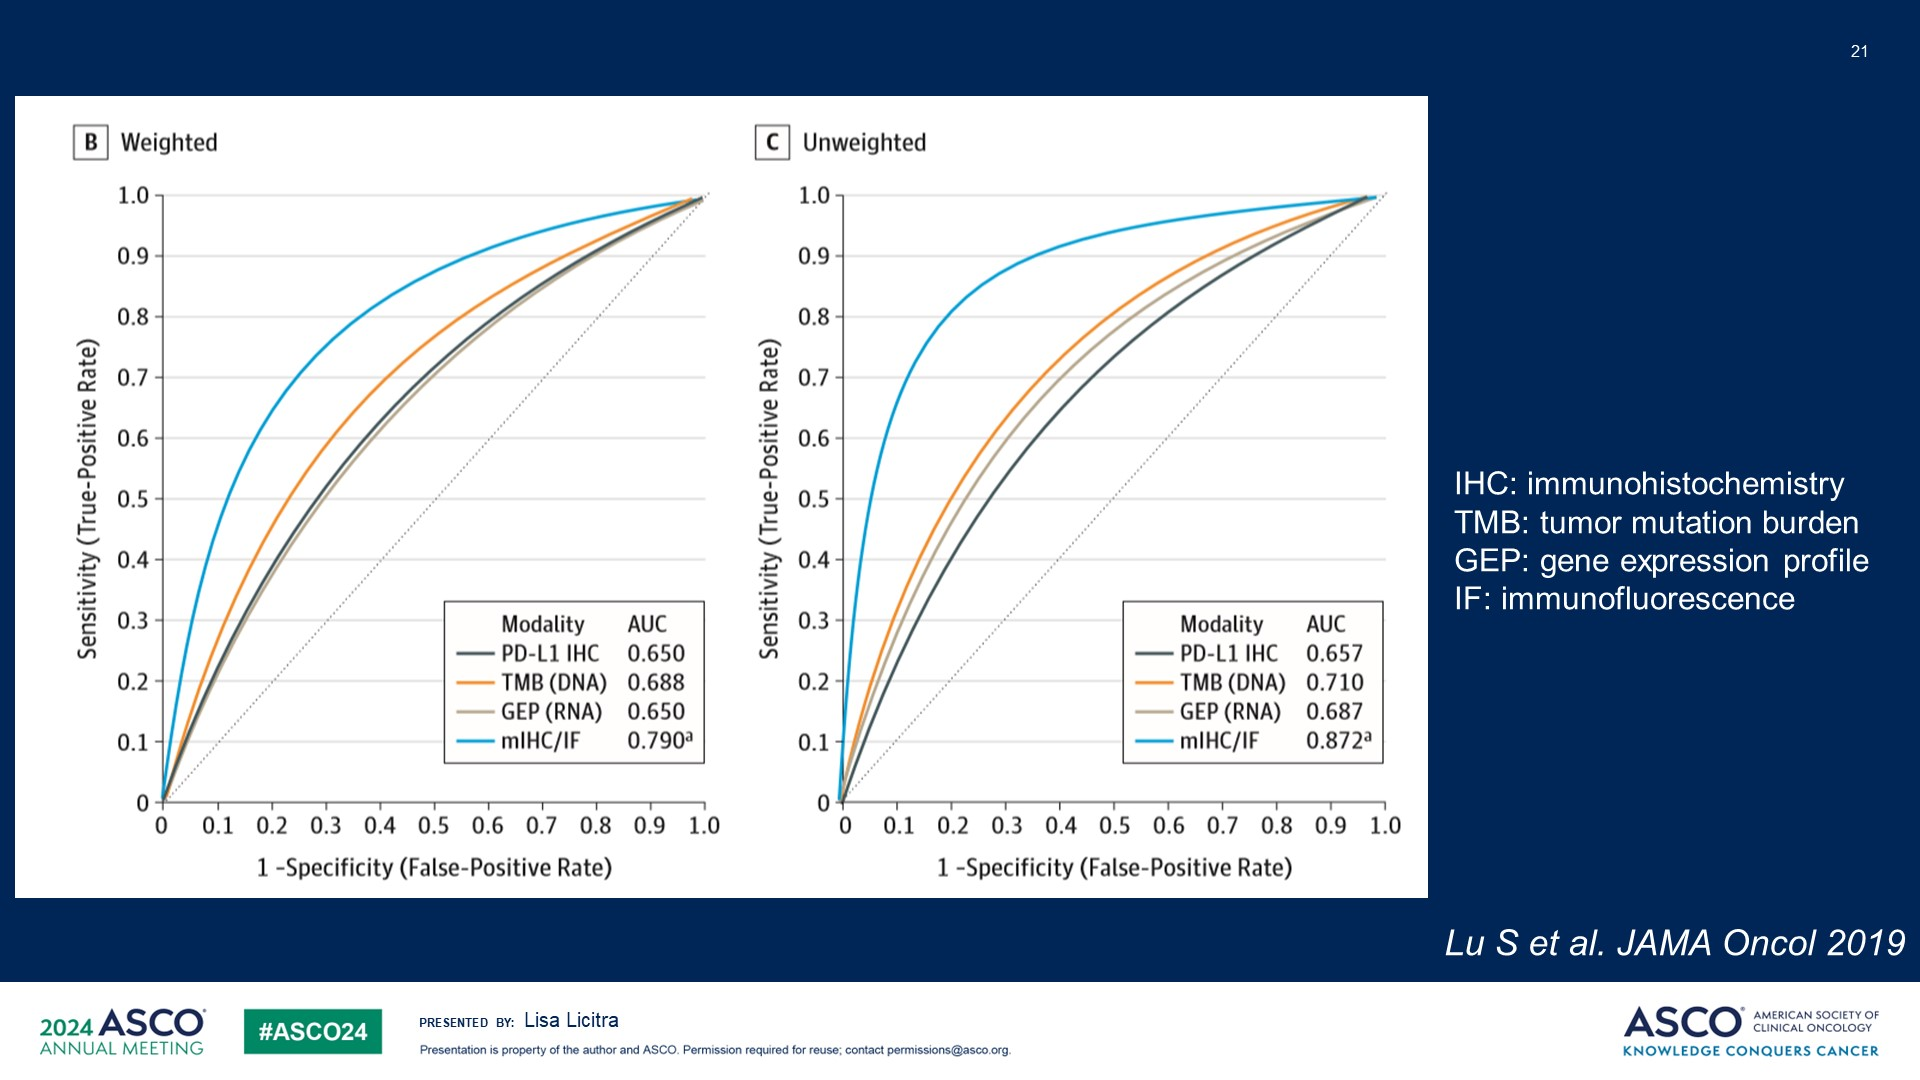 21
B Weighted
1.0
0.9
0.8
0.7
0.6
0.5
0.4
0.3
0.2
0.1
0
Sensitivity (True-Positive Rate)
0 0.1 0.2 0.3 0.4 0.5 0.6 0.7 0.8 0.9 1.0
1 -Specificity (False-Positive Rate)
Modality AUC
PD-L1 IHC 0.650
TMB (DNA) 0.688
GEP (RNA) 0.650
mIHC/IF 0.790ª
C Unweighted
1.0
0.9
0.8
0.7
0.6
0.5
0.4
0.3
0.2
0.1
0
Sensitivity (True-Positive Rate)
0 0.1 0.2 0.3 0.4 0.5 0.6 0.7 0.8 0.9 1.0
1 -Specificity (False-Positive Rate)
Modality AUC
PD-L1 IHC 0.657
TMB (DNA) 0.710
GEP (RNA) 0.687
mIHC/IF 0.872ª
IHC: immunohistochemistry
TMB: tumor mutation burden
GEP: gene expression profile
IF: immunofluorescence
Lu S et al. JAMA Oncol 2019
2024 ASCO
ANNUAL MEETING
#ASCO24
PRESENTED BY: Lisa Licitra
Presentation is property of the author and ASCO. Permission required for reuse; contact permissions@asco.org.
ASCO AMERICAN SOCIETY OF
CLINICAL ONCOLOGY
KNOWLEDGE CONQUERS CANCER